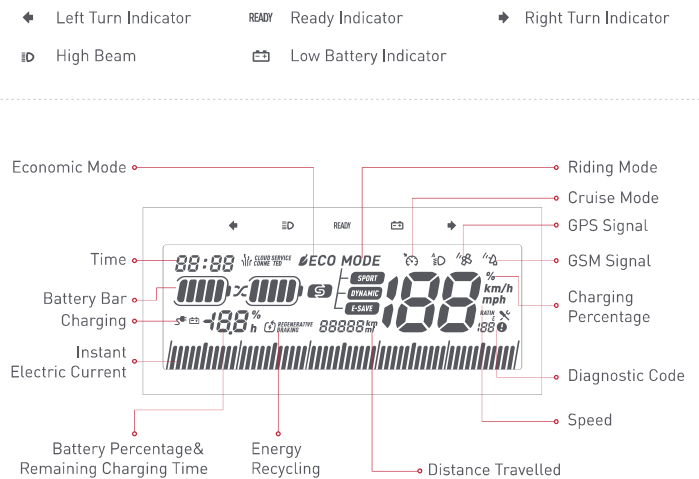 Left Turn Indicator
READY Ready Indicator
Right Turn Indicator
High Beam
Low Battery Indicator
Economic Mode
Riding Mode
Cruise Mode
GPS Signal
GSM Signal
Charging
Percentage
Diagnostic Code
Speed
Time
Battery Bar
Charging
Instant
Electric Current
Battery Percentage&
Remaining Charging Time
Energy
Recycling
Distance Travelled
READY
88:88
CLOUD SERVICE
CONNE TED
ECO MODE
SPORT
DYNAMIC
E-SAVE
S
188
%
km/h
mph
-188
%
h
REGENERATIVE
BRAKING
88888
km
188